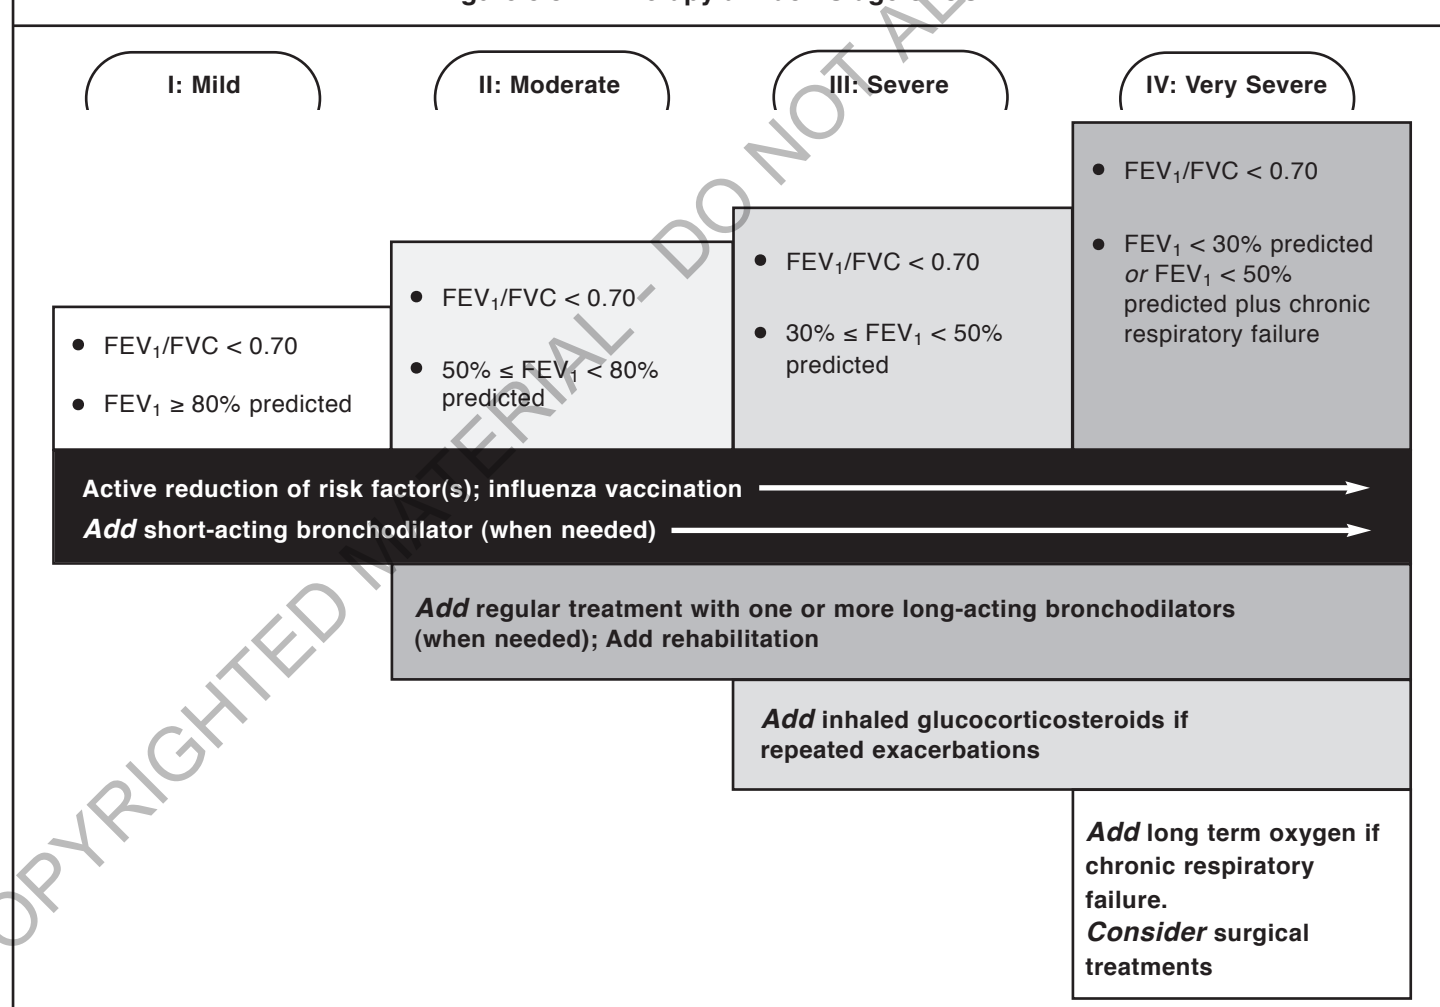 I: Mild
II: Moderate
III: Severe
IV: Very Severe
● FEV₁/FVC < 0.70
● FEV₁ ≥ 80% predicted
● FEV₁/FVC < 0.70
● 50% ≤ FEV₁ < 80%
predicted
● FEV₁/FVC < 0.70
● 30% ≤ FEV₁ < 50%
predicted
● FEV₁/FVC < 0.70
● FEV₁ < 30% predicted
or FEV₁ < 50%
predicted plus chronic
respiratory failure
Active reduction of risk factor(s); influenza vaccination
Add short-acting bronchodilator (when needed)
Add regular treatment with one or more long-acting bronchodilators
(when needed); Add rehabilitation
Add inhaled glucocorticosteroids if
repeated exacerbations
Add long term oxygen if
chronic respiratory
failure.
Consider surgical
treatments
OPYRIGHTED MATERIAL - DO NOT AL